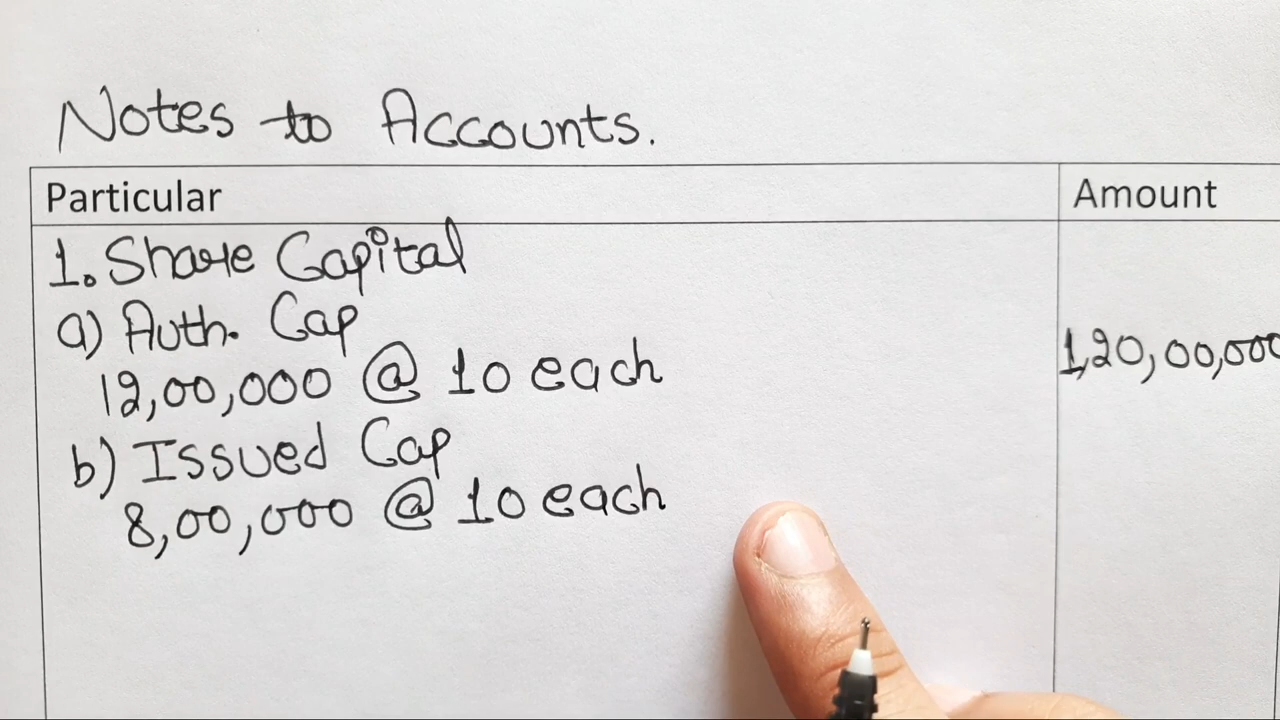 Notes to Accounts.
Particular Amount
1. Share Capital
a) Auth. Cap
12,00,000 @ 10 each 1,20,00,000
b) Issued Cap
8,00,000 @ 10 each